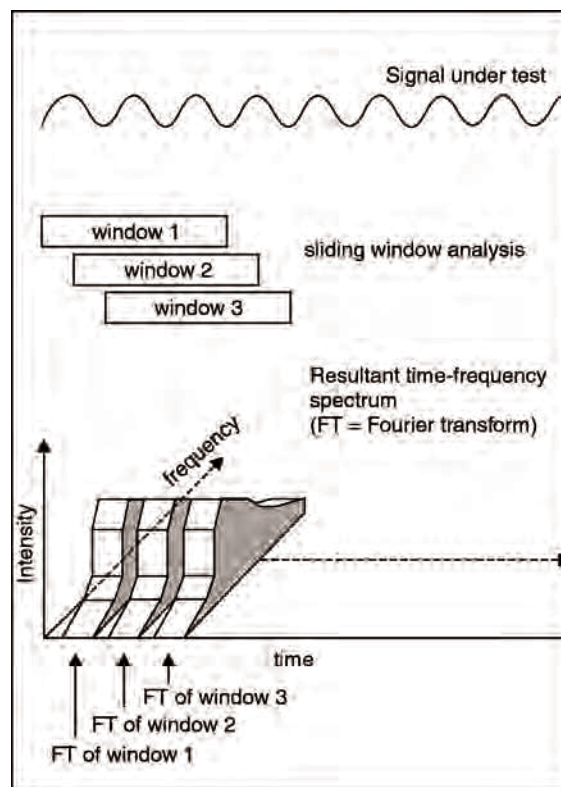 Signal under test
window 1
window 2
window 3
sliding window analysis
Resultant time-frequency
spectrum
(FT = Fourier transform)
frequency
Intensity
time
FT of window 3
FT of window 2
FT of window 1